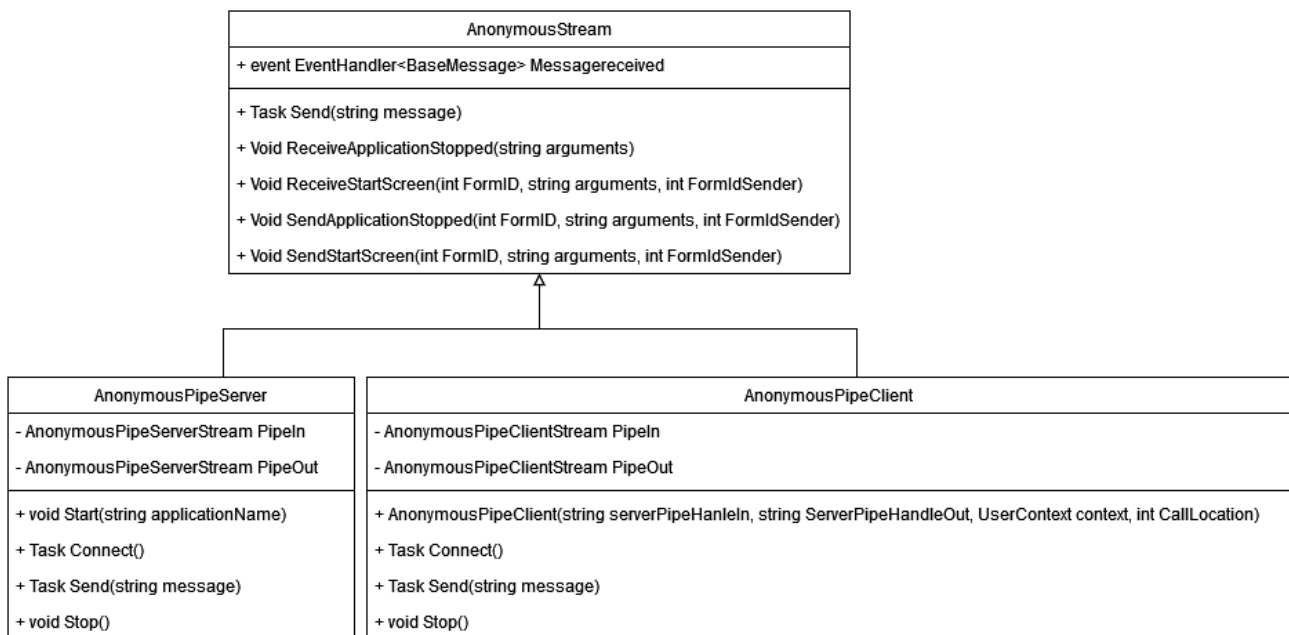 AnonymousStream
+ event EventHandler<BaseMessage> Messagereceived
+ Task Send(string message)
+ Void ReceiveApplicationStopped(string arguments)
+ Void ReceiveStartScreen(int FormID, string arguments, int FormIdSender)
+ Void SendApplicationStopped(int FormID, string arguments, int FormIdSender)
+ Void SendStartScreen(int FormID, string arguments, int FormIdSender)
AnonymousPipeServer
- AnonymousPipeServerStream PipeIn
- AnonymousPipeServerStream PipeOut
+ void Start(string applicationName)
+ Task Connect()
+ Task Send(string message)
+ void Stop()
AnonymousPipeClient
- AnonymousPipeClientStream PipeIn
- AnonymousPipeClientStream PipeOut
+ AnonymousPipeClient(string serverPipeHanleIn, string ServerPipeHandleOut, UserContext context, int CallLocation)
+ Task Connect()
+ Task Send(string message)
+ void Stop()